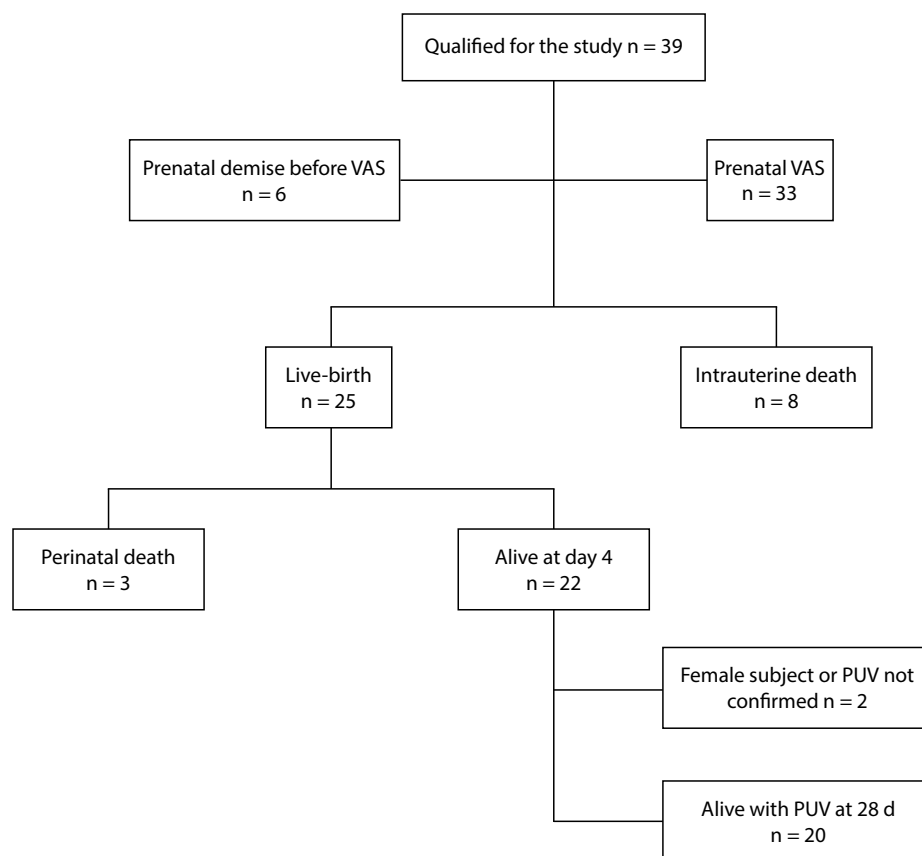 Qualified for the study n = 39
Prenatal demise before VAS
n = 6
Prenatal VAS
n = 33
Live-birth
n = 25
Intrauterine death
n = 8
Perinatal death
n = 3
Alive at day 4
n = 22
Female subject or PUV not
confirmed n = 2
Alive with PUV at 28 d
n = 20